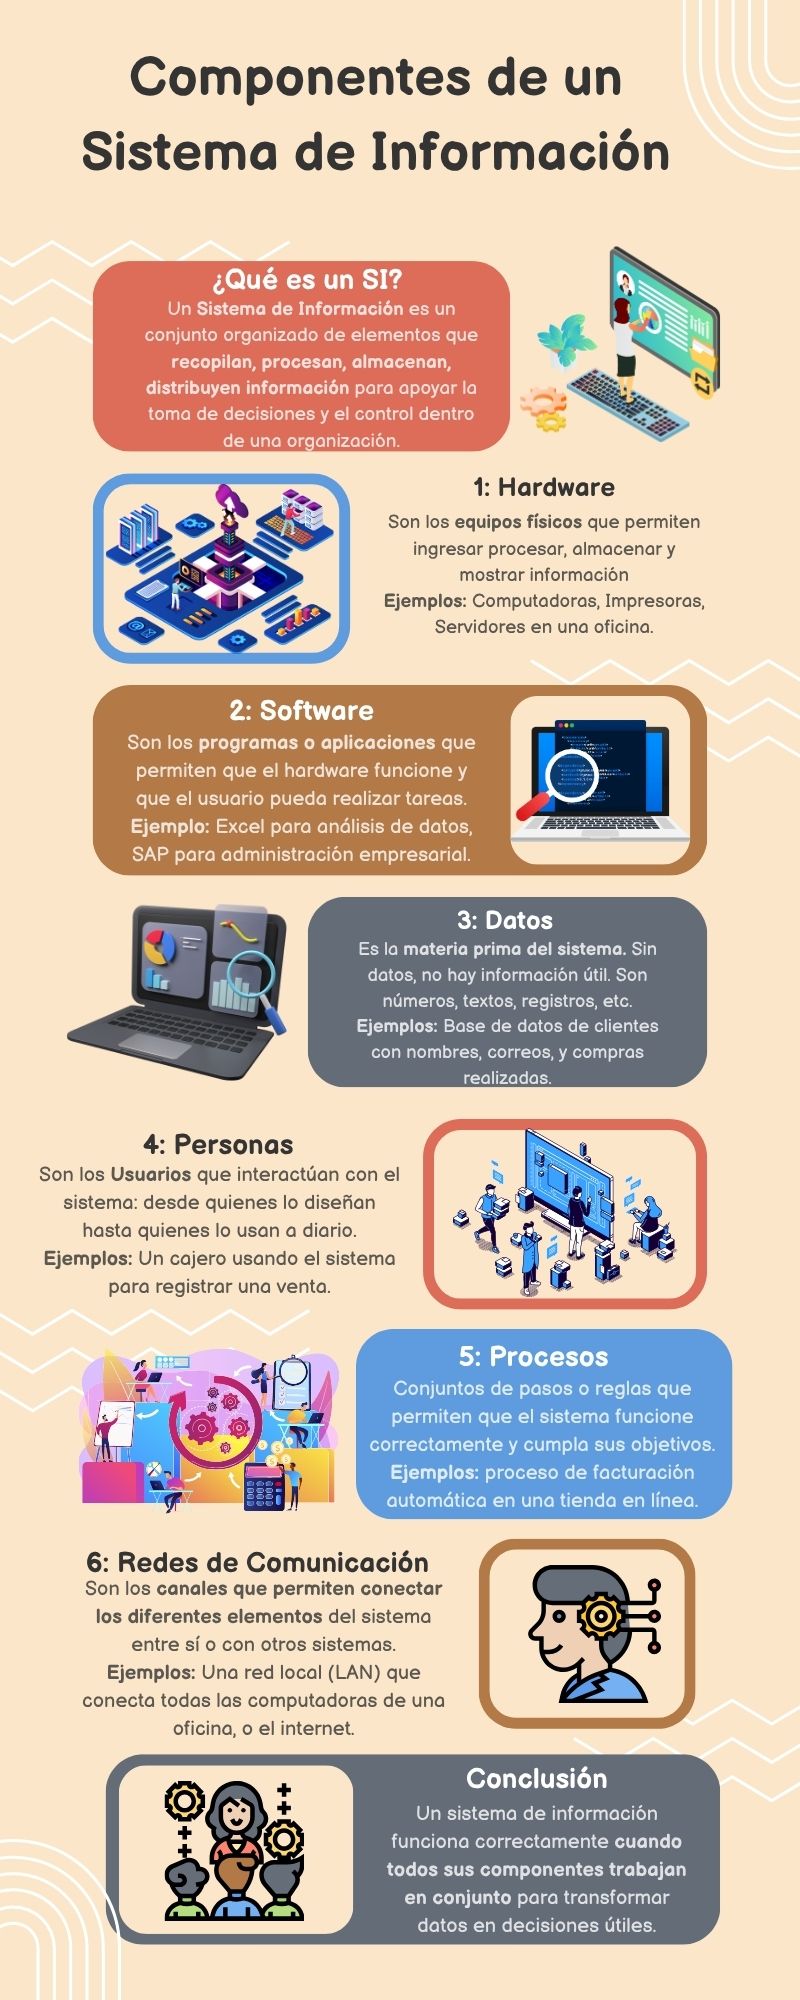 Componentes de un
Sistema de Información
¿Qué es un SI?
Un Sistema de Información es un
conjunto organizado de elementos que
recopilan, procesan, almacenan,
distribuyen información para apoyar la
toma de decisiones y el control dentro
de una organización.
1: Hardware
Son los equipos físicos que permiten
ingresar procesar, almacenar y
mostrar información
Ejemplos: Computadoras, Impresoras,
Servidores en una oficina.
2: Software
Son los programas o aplicaciones que
permiten que el hardware funcione y
que el usuario pueda realizar tareas.
Ejemplo: Excel para análisis de datos,
SAP para administración empresarial.
3: Datos
Es la materia prima del sistema. Sin
datos, no hay información útil. Son
números, textos, registros, etc.
Ejemplos: Base de datos de clientes
con nombres, correos, y compras
realizadas.
4: Personas
Son los Usuarios que interactúan con el
sistema: desde quienes lo diseñan
hasta quienes lo usan a diario.
Ejemplos: Un cajero usando el sistema
para registrar una venta.
5: Procesos
Conjuntos de pasos o reglas que
permiten que el sistema funcione
correctamente y cumpla sus objetivos.
Ejemplos: proceso de facturación
automática en una tienda en línea.
6: Redes de Comunicación
Son los canales que permiten conectar
los diferentes elementos del sistema
entre sí o con otros sistemas.
Ejemplos: Una red local (LAN) que
conecta todas las computadoras de una
oficina, o el internet.
Conclusión
Un sistema de información
funciona correctamente cuando
todos sus componentes trabajan
en conjunto para transformar
datos en decisiones útiles.